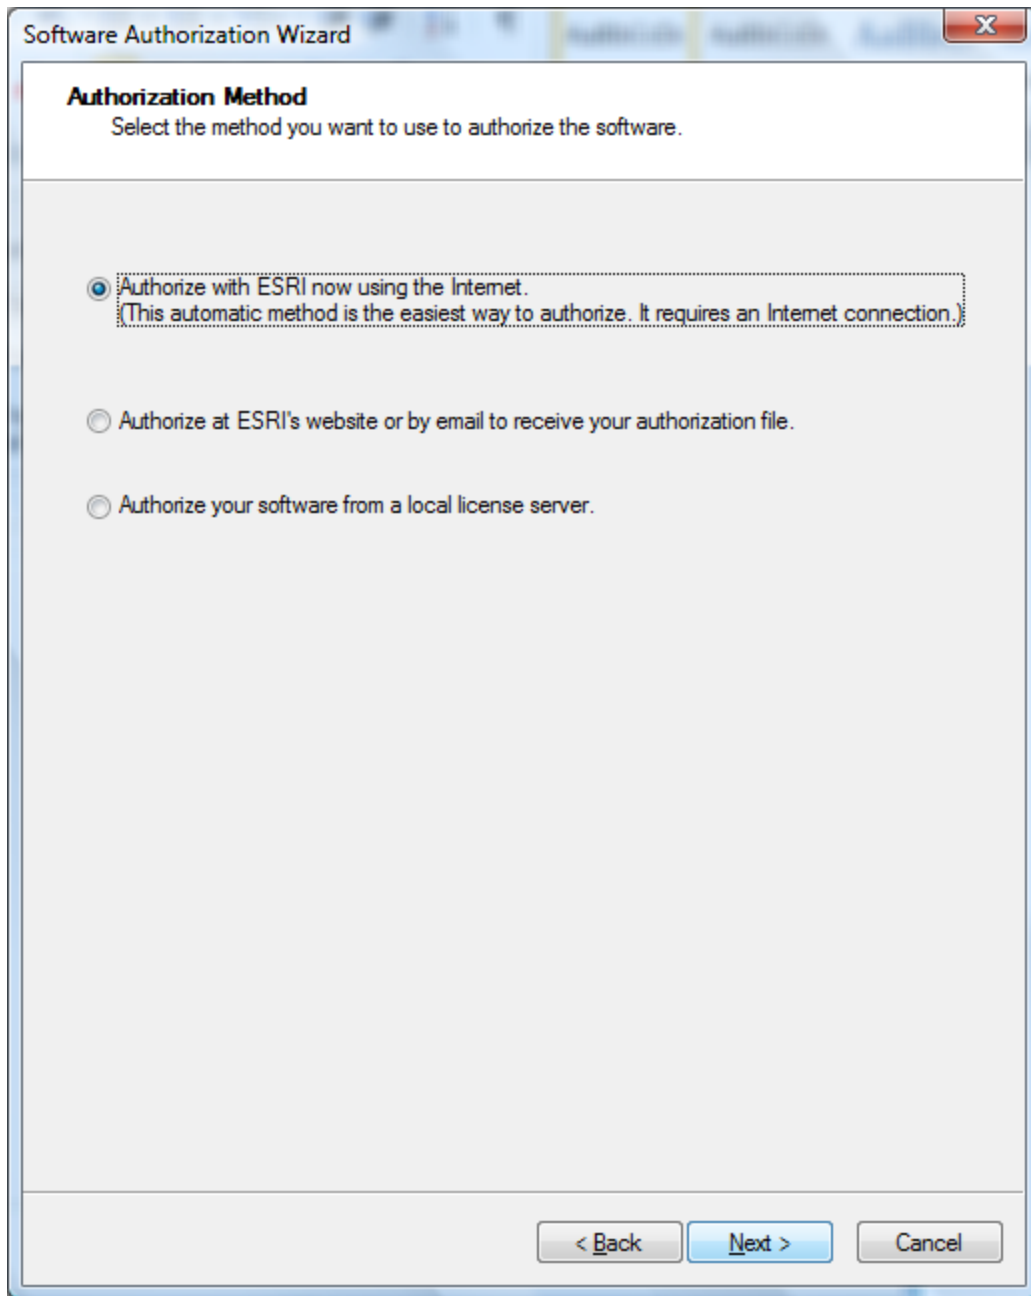 Software Authorization Wizard
X
Authorization Method
Select the method you want to use to authorize the software.
Authorize with ESRI now using the Internet.
(This automatic method is the easiest way to authorize. It requires an Internet connection.)
Authorize at ESRI's website or by email to receive your authorization file.
Authorize your software from a local license server.
< Back
Next >
Cancel